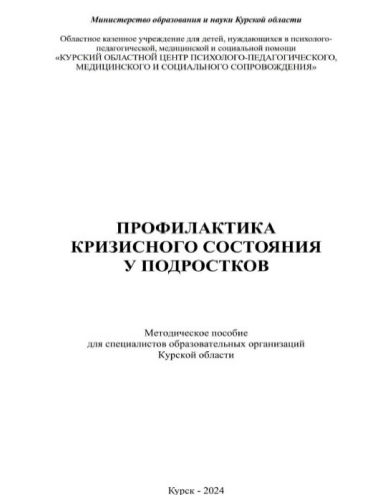 Министерство образования и науки Курской области
Областное казенное учреждение для детей, нуждающихся в психолого-
педагогической, медицинской и социальной помощи
«КУРСКИЙ ОБЛАСТНОЙ ЦЕНТР ПСИХОЛОГО-ПЕДАГОГИЧЕСКОГО,
МЕДИЦИНСКОГО И СОЦИАЛЬНОГО СОПРОВОЖДЕНИЯ»
ПРОФИЛАКТИКА
КРИЗИСНОГО СОСТОЯНИЯ
У ПОДРОСТКОВ
Методическое пособие
для специалистов образовательных организаций
Курской области
Курск - 2024